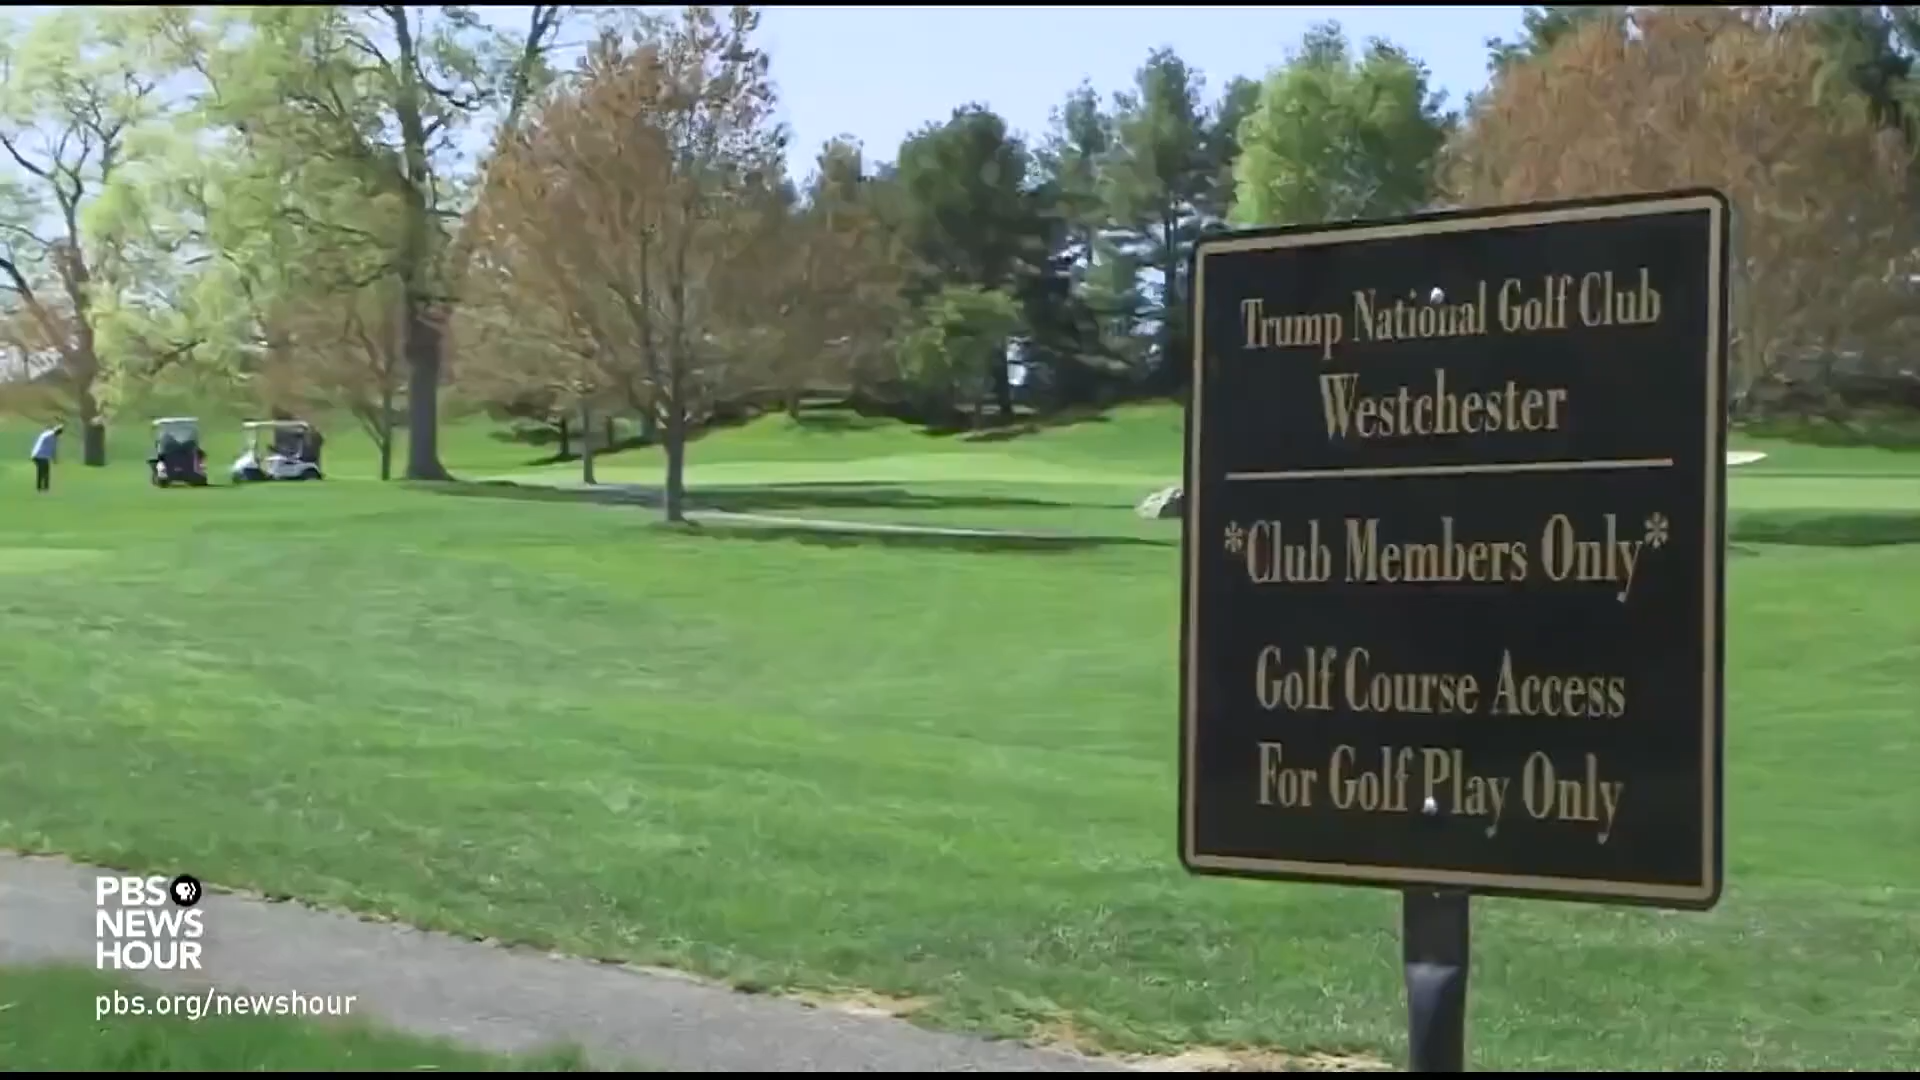 Trump National Golf Club
Westchester
*Club Members Only*
Golf Course Access
For Golf Play Only
PBS
NEWS
HOUR
pbs.org/newshour